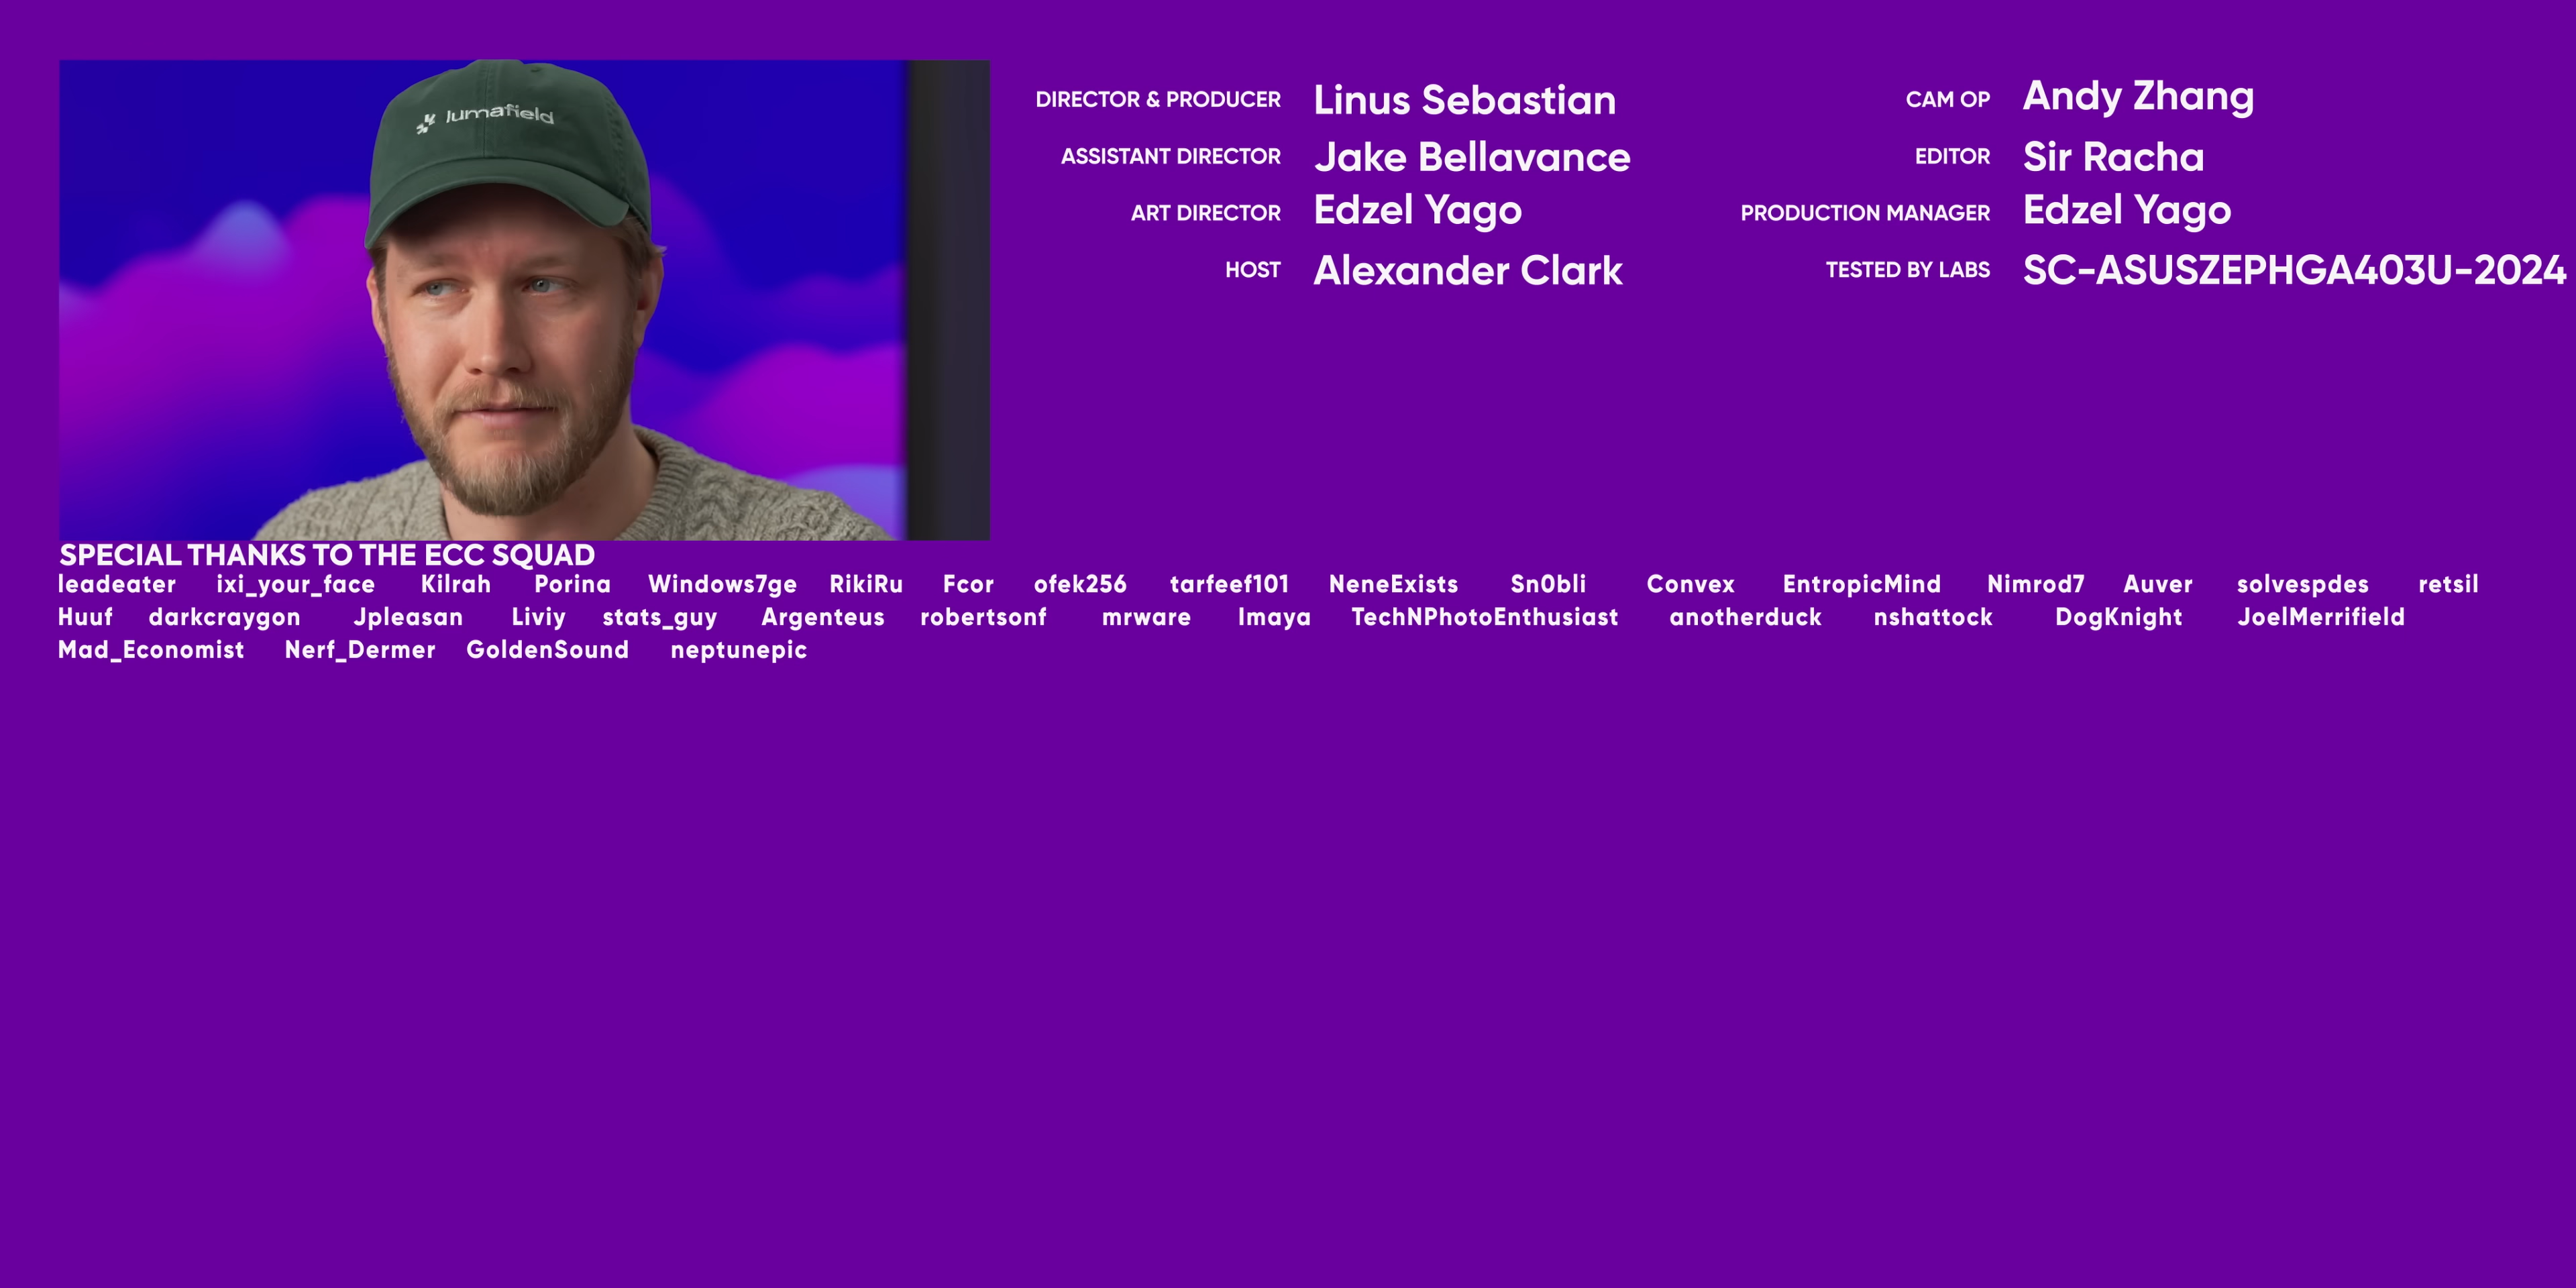 lumafield
DIRECTOR & PRODUCER Linus Sebastian
ASSISTANT DIRECTOR Jake Bellavance
ART DIRECTOR Edzel Yago
HOST Alexander Clark
CAM OP Andy Zhang
EDITOR Sir Racha
PRODUCTION MANAGER Edzel Yago
TESTED BY LABS SC-ASUSZEPHGA403U-2024
SPECIAL THANKS TO THE ECC SQUAD
leadeater ixi_your_face Kilrah Porina Windows7ge RikiRu Fcor ofek256 tarfeef101 NeneExists Sn0bli Convex EntropicMind Nimrod7 Auver solvespdes retsil
Huuf darkcraygon Jpleasan Liviy stats_guy Argenteus robertsonf mrware Imaya TechNPhotoEnthusiast anotherduck nshattock DogKnight JoelMerrifield
Mad_Economist Nerf_Dermer GoldenSound neptunepic